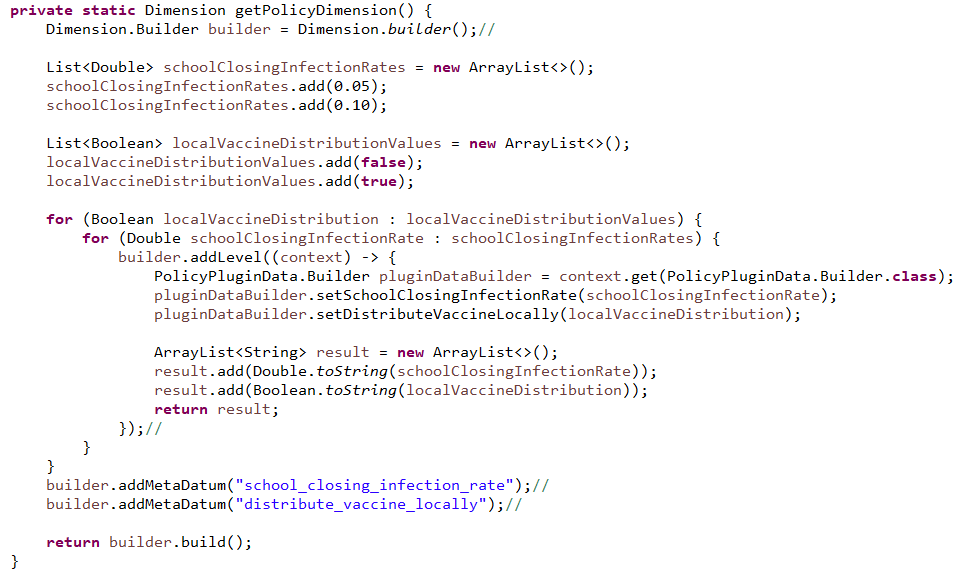 private static Dimension getPolicyDimension() {
    Dimension.Builder builder = Dimension.builder();//

    List<Double> schoolClosingInfectionRates = new ArrayList<>();
    schoolClosingInfectionRates.add(0.05);
    schoolClosingInfectionRates.add(0.10);

    List<Boolean> localVaccineDistributionValues = new ArrayList<>();
    localVaccineDistributionValues.add(false);
    localVaccineDistributionValues.add(true);

    for (Boolean localVaccineDistribution : localVaccineDistributionValues) {
        for (Double schoolClosingInfectionRate : schoolClosingInfectionRates) {
            builder.addLevel((context) -> {
                PolicyPluginData.Builder pluginDataBuilder = context.get(PolicyPluginData.Builder.class);
                pluginDataBuilder.setSchoolClosingInfectionRate(schoolClosingInfectionRate);
                pluginDataBuilder.setDistributeVaccineLocally(localVaccineDistribution);

                ArrayList<String> result = new ArrayList<>();
                result.add(Double.toString(schoolClosingInfectionRate));
                result.add(Boolean.toString(localVaccineDistribution));
                return result;
            });//
        }
    }
    builder.addMetaDatum("school_closing_infection_rate");//
    builder.addMetaDatum("distribute_vaccine_locally");//

    return builder.build();
}